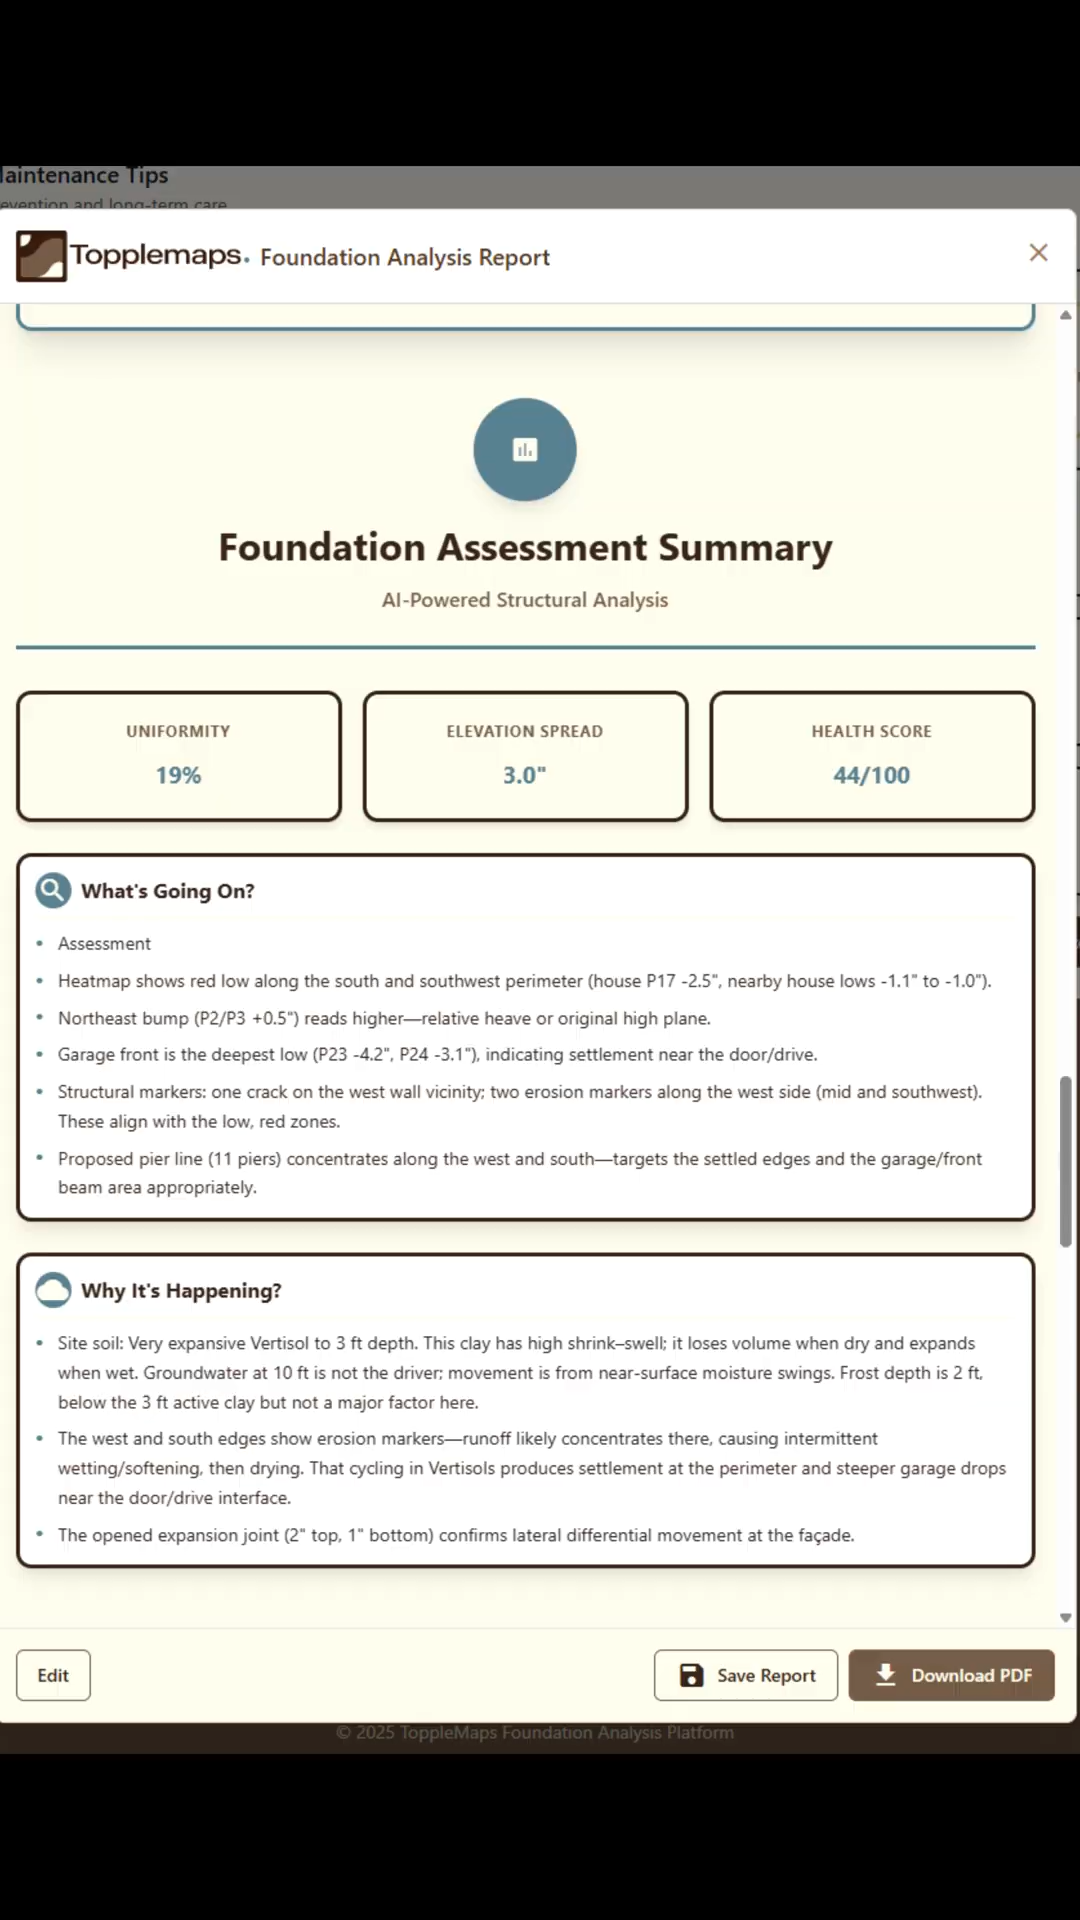 Maintenance Tips
evention and long-term care
Topplemaps. Foundation Analysis Report
Foundation Assessment Summary
AI-Powered Structural Analysis
UNIFORMITY
19%
ELEVATION SPREAD
3.0"
HEALTH SCORE
44/100
What's Going On?
• Assessment
• Heatmap shows red low along the south and southwest perimeter (house P17 -2.5", nearby house lows -1.1" to -1.0").
• Northeast bump (P2/P3 +0.5") reads higher—relative heave or original high plane.
• Garage front is the deepest low (P23 -4.2", P24 -3.1"), indicating settlement near the door/drive.
• Structural markers: one crack on the west wall vicinity; two erosion markers along the west side (mid and southwest).
These align with the low, red zones.
• Proposed pier line (11 piers) concentrates along the west and south—targets the settled edges and the garage/front
beam area appropriately.
Why It's Happening?
• Site soil: Very expansive Vertisol to 3 ft depth. This clay has high shrink–swell; it loses volume when dry and expands
when wet. Groundwater at 10 ft is not the driver; movement is from near-surface moisture swings. Frost depth is 2 ft,
below the 3 ft active clay but not a major factor here.
• The west and south edges show erosion markers—runoff likely concentrates there, causing intermittent
wetting/softening, then drying. That cycling in Vertisols produces settlement at the perimeter and steeper garage drops
near the door/drive interface.
• The opened expansion joint (2" top, 1" bottom) confirms lateral differential movement at the façade.
Edit
Save Report
Download PDF
© 2025 ToppleMaps Foundation Analysis Platform